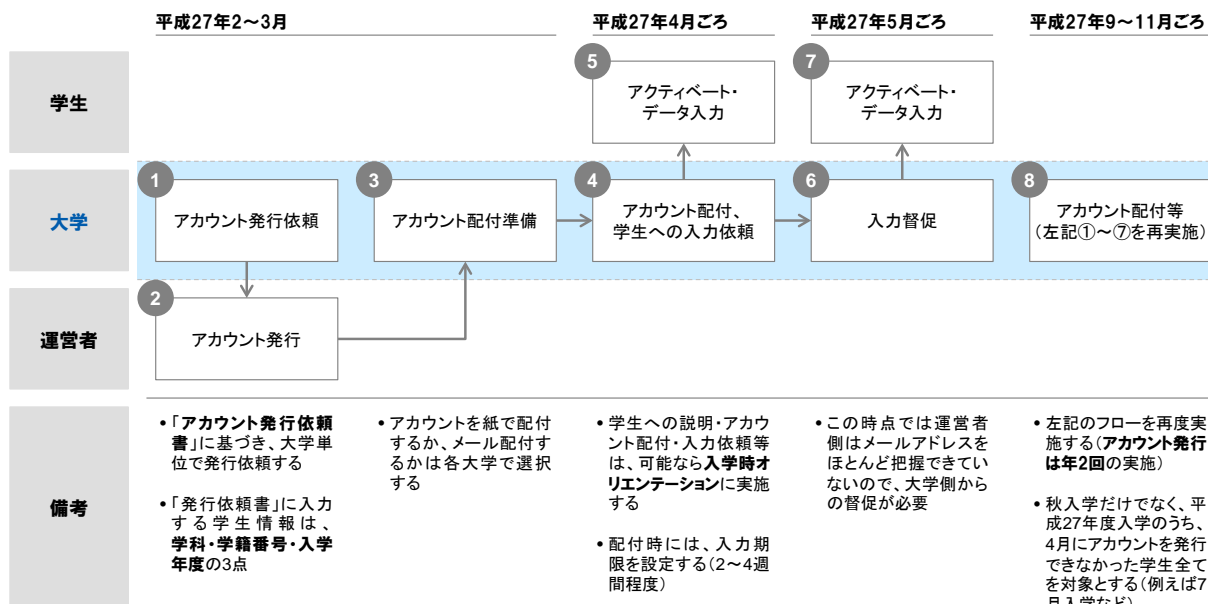 平成27年2～3月
平成27年4月ごろ
平成27年5月ごろ
平成27年9～11月ごろ
学生
5
アクティベート・
データ入力
7
アクティベート・
データ入力
大学
1
アカウント発行依頼
3
アカウント配付準備
4
アカウント配付、
学生への入力依頼
6
入力督促
8
アカウント配付等
（左記①～⑦を再実施）
運営者
2
アカウント発行
備考
•「アカウント発行依頼
書」に基づき、大学単
位で発行依頼する
•「発行依頼書」に入力
する学生情報は、
学科・学籍番号・入学
年度の3点
•アカウントを紙で配付
するか、メール配付す
るかは各大学で選択
する
•学生への説明・アカウ
ント配付・入力依頼等
は、可能なら入学時オ
リエンテーションに実施
する
•配付時には、入力期
限を設定する（2～4週
間程度）
•この時点では運営者
側はメールアドレスを
ほとんど把握できてい
ないので、大学側から
の督促が必要
•左記のフローを再度実
施する（アカウント発行
は年2回の実施）
•秋入学だけでなく、平
成27年度入学のうち、
4月にアカウントを発行
できなかった学生全て
を対象とする（例えば7
月入学など）